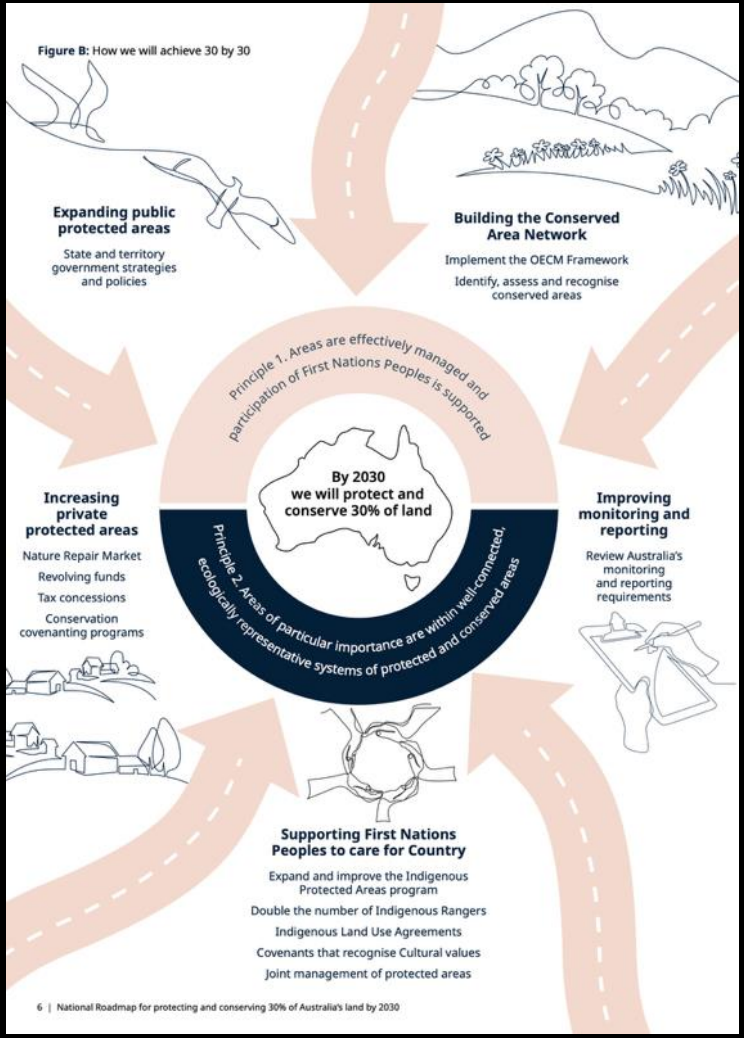 Figure B: How we will achieve 30 by 30
Expanding public
protected areas
State and territory
government strategies
and policies
Building the Conserved
Area Network
Implement the OECM Framework
Identify, assess and recognise
conserved areas
Principle 1. Areas are effectively managed and
participation of First Nations Peoples is supported
By 2030
we will protect and
conserve 30% of land
Principle 2. Areas of particular importance are within well-connected,
ecologically representative systems of protected and conserved areas
Increasing
private
protected areas
Nature Repair Market
Revolving funds
Tax concessions
Conservation
covenanting programs
Improving
monitoring and
reporting
Review Australia's
monitoring
and reporting
requirements
Supporting First Nations
Peoples to care for Country
Expand and improve the Indigenous
Protected Areas program
Double the number of Indigenous Rangers
Indigenous Land Use Agreements
Covenants that recognise Cultural values
Joint management of protected areas
6 | National Roadmap for protecting and conserving 30% of Australia's land by 2030